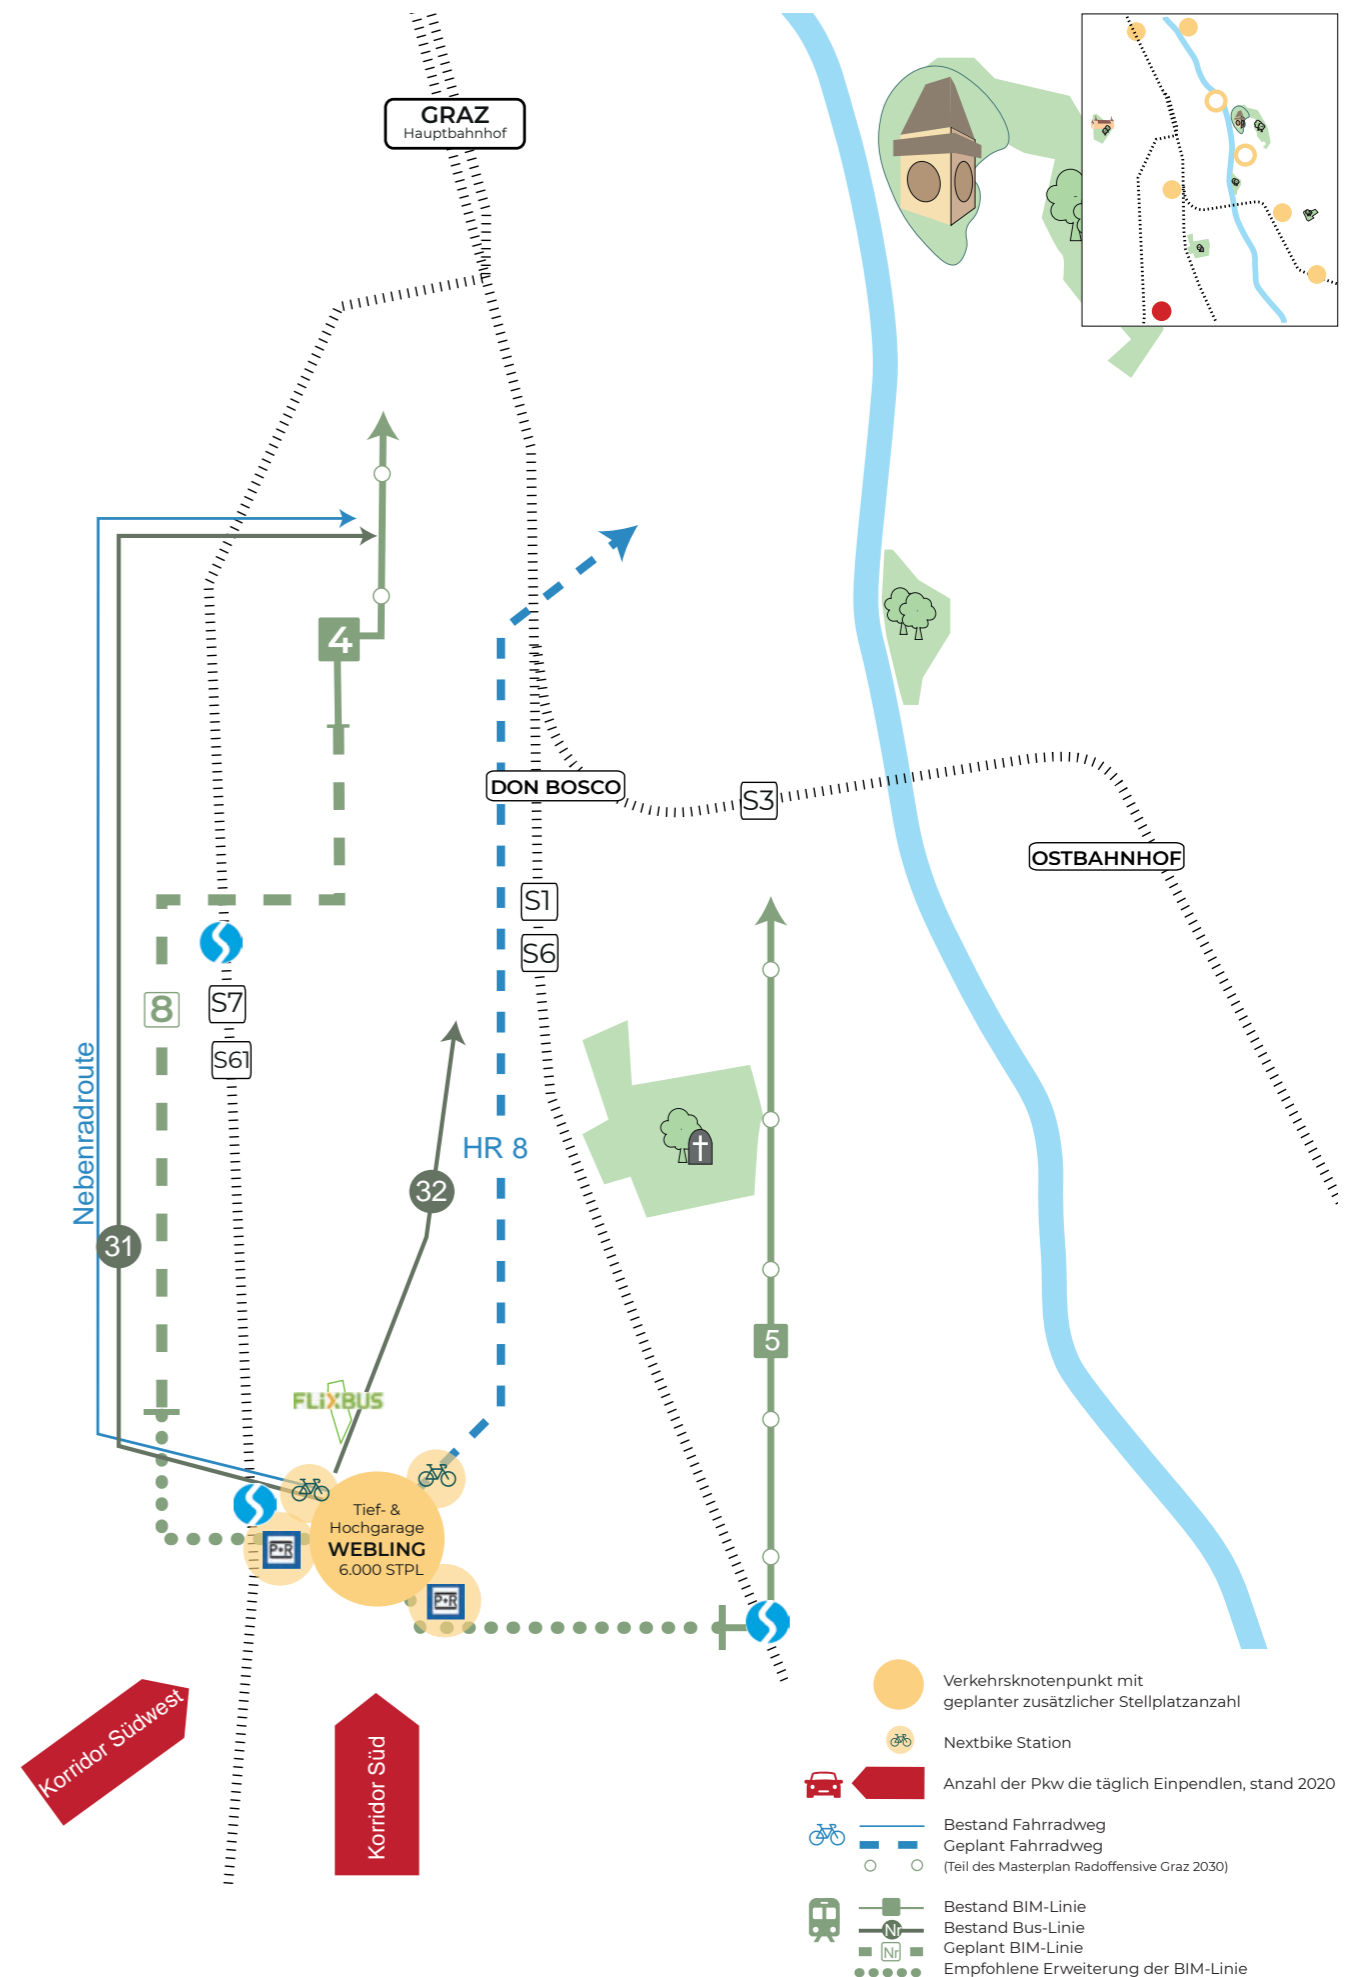 GRAZ
Hauptbahnhof
4
DON BOSCO
S3
OSTBAHNHOF
S1
S6
8
S7
S61
Nebenradroute
HR 8
32
31
5
FLiXBUS
Tief- &
Hochgarage
WEBLING
6.000 STPL
P+R
P+R
Korridor Südwest
Korridor Süd
Verkehrsknotenpunkt mit
geplanter zusätzlicher Stellplatzanzahl
Nextbike Station
Anzahl der Pkw die täglich Einpendlen, stand 2020
Bestand Fahrradweg
Geplant Fahrradweg
(Teil des Masterplan Radoffensive Graz 2030)
Bestand BIM-Linie
Nr
Bestand Bus-Linie
Nr
Geplant BIM-Linie
Empfohlene Erweiterung der BIM-Linie